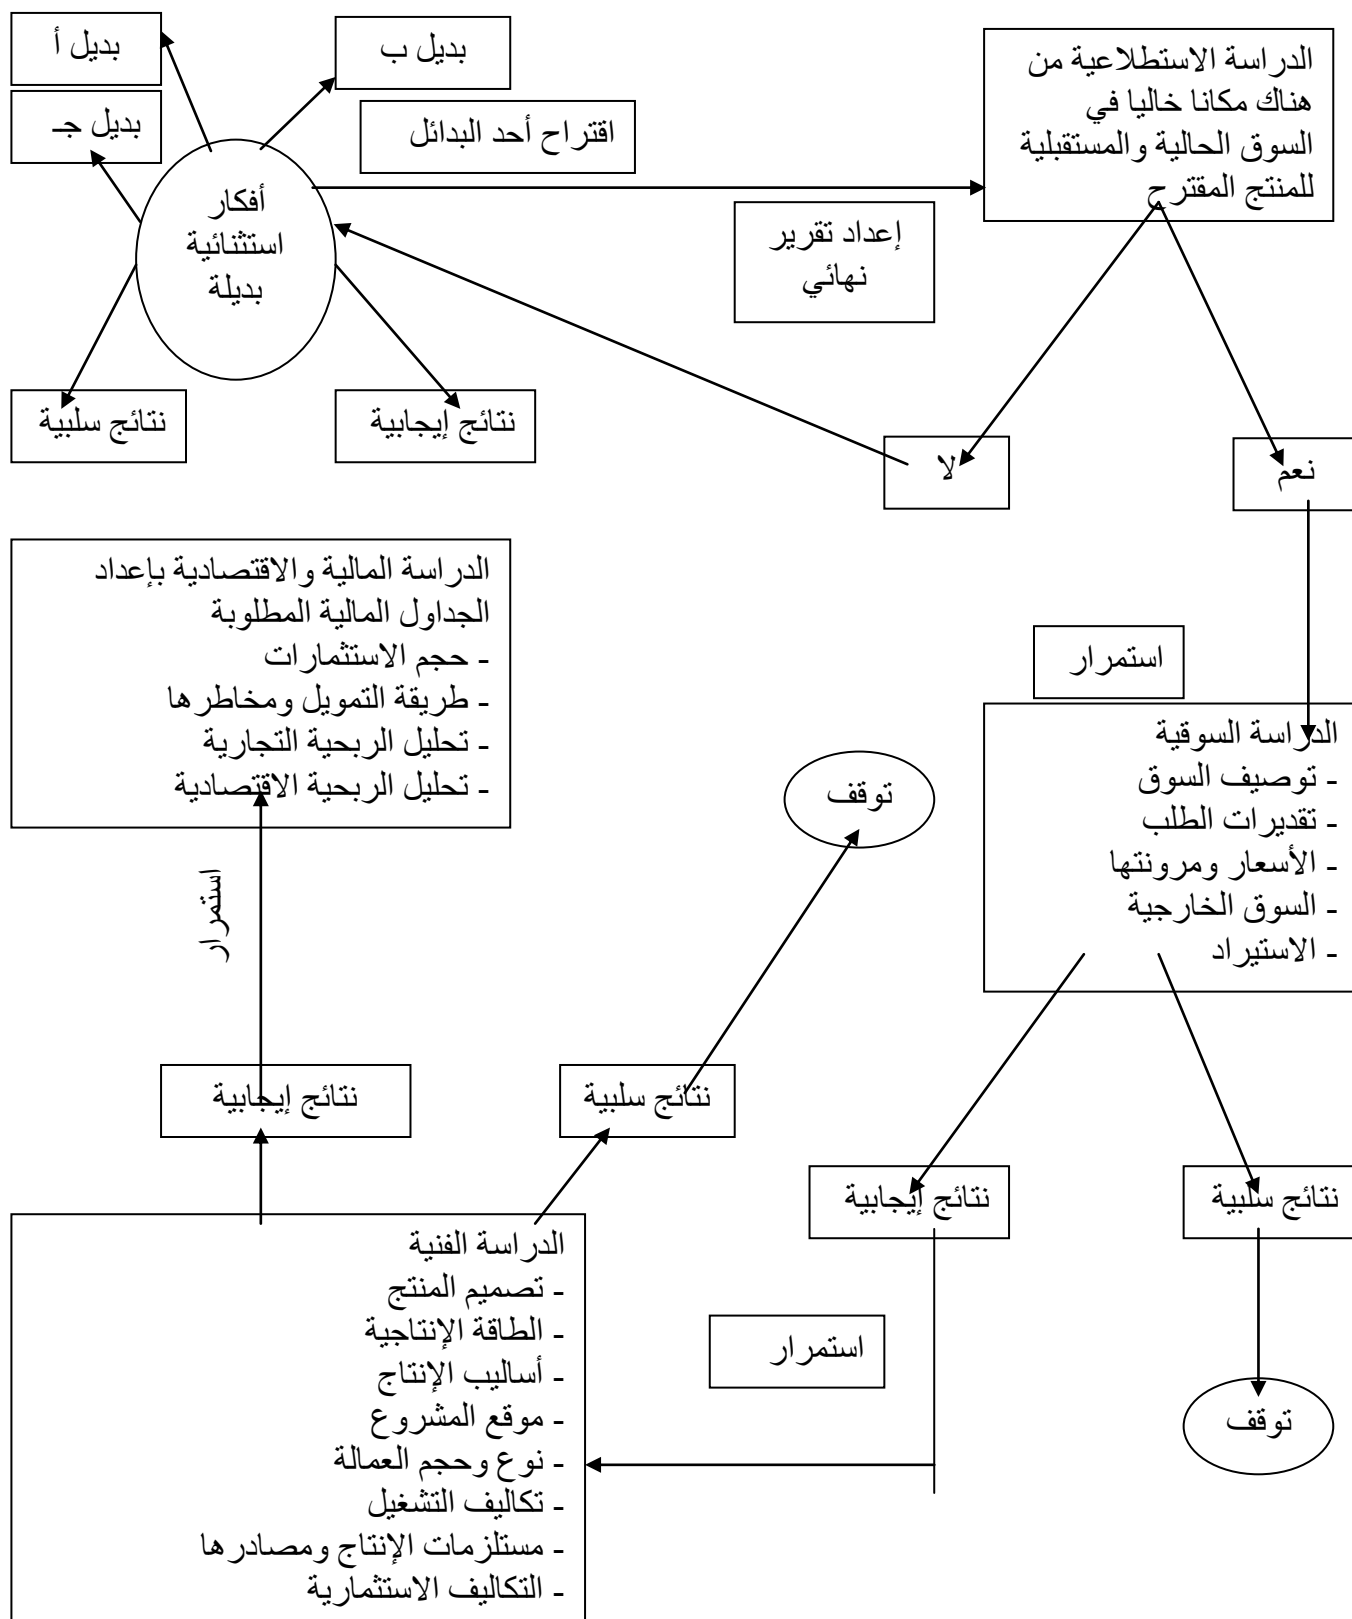 بديل أ
بديل ب
بديل جـ
اقتراح أحد البدائل
أفكار
استثنائية
بديلة
الدراسة الاستطلاعية من
هناك مكانا خاليا في
السوق الحالية والمستقبلية
للمنتج المقترح
إعداد تقرير
نهائي
نتائج سلبية
نتائج إيجابية
لا
نعم
الدراسة المالية والاقتصادية بإعداد
الجداول المالية المطلوبة
- حجم الاستثمارات
- طريقة التمويل ومخاطرها
- تحليل الربحية التجارية
- تحليل الربحية الاقتصادية
استمرار
الدراسة السوقية
- توصيف السوق
- تقديرات الطلب
- الأسعار ومرونتها
- السوق الخارجية
- الاستيراد
توقف
استمرار
نتائج إيجابية
نتائج سلبية
نتائج إيجابية
نتائج سلبية
الدراسة الفنية
- تصميم المنتج
- الطاقة الإنتاجية
- أساليب الإنتاج
- موقع المشروع
- نوع وحجم العمالة
- تكاليف التشغيل
- مستلزمات الإنتاج ومصادرها
- التكاليف الاستثمارية
استمرار
توقف